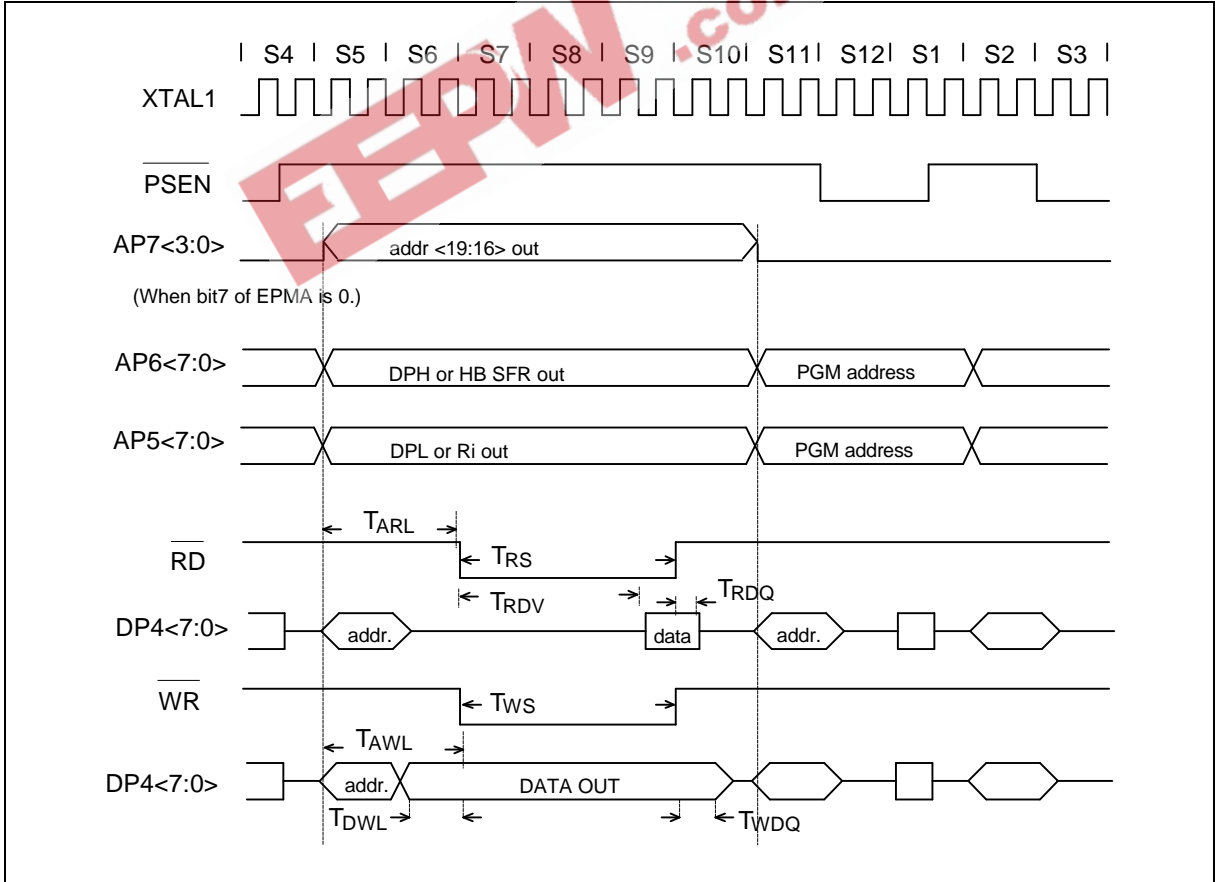 S4 S5 S6 S7 S8 S9 S10 S11 S12 S1 S2 S3
XTAL1
PSEN
AP7<3:0> addr <19:16> out
(When bit7 of EPMA is 0.)
AP6<7:0> DPH or HB SFR out PGM address
AP5<7:0> DPL or Ri out PGM address
TARL
RD TRS
TRDV TRDQ
DP4<7:0> addr. data addr.
WR TWS
TAWL
DP4<7:0> addr. DATA OUT
TDWL TWDQ
EEPW.com